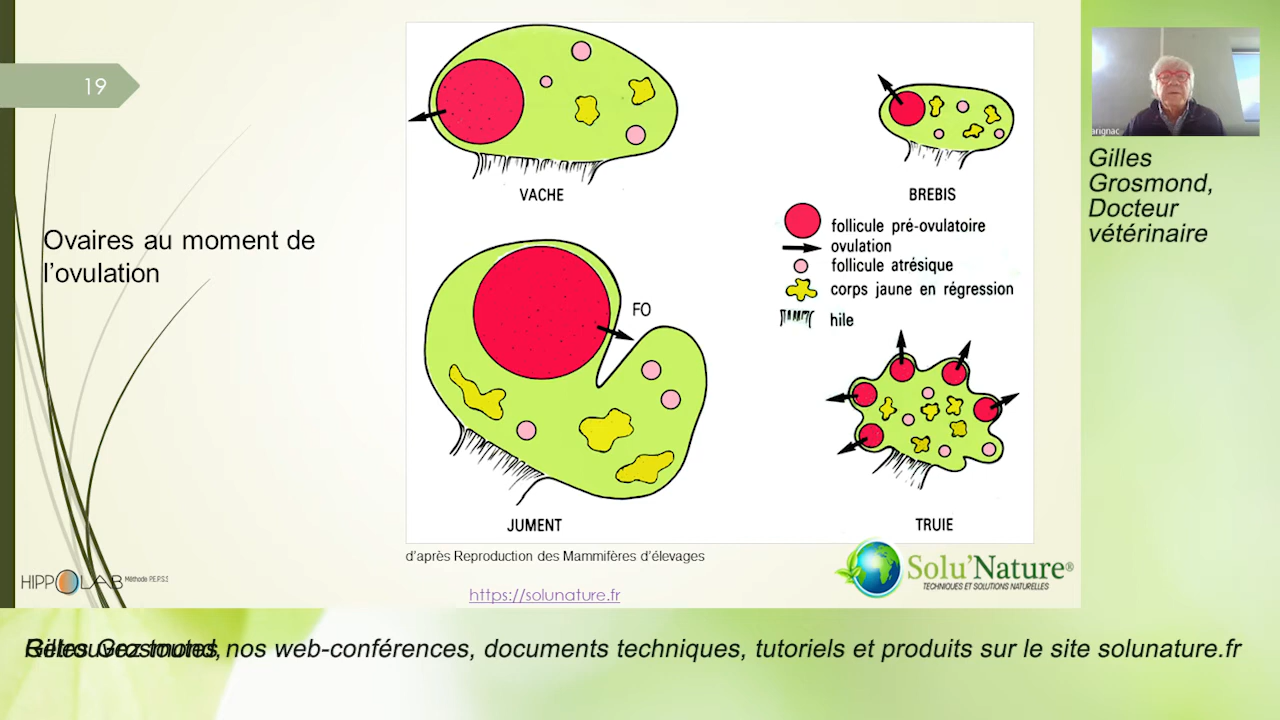 19
Ovaires au moment de
l'ovulation
VACHE
BREBIS
follicule pré-ovulatoire
ovulation
follicule atrésique
corps jaune en régression
hile
FO
JUMENT
TRUIE
d'après Reproduction des Mammifères d'élevages
https://solunature.fr
HIPPOLAB Méthode P.E.P.S.S
Solu'Nature®
TECHNIQUES ET SOLUTIONS NATURELLES
arignac
Gilles
Grosmond,
Docteur
vétérinaire
Retrouvez toutes nos web-conférences, documents techniques, tutoriels et produits sur le site solunature.fr
Gilles Grosmond,